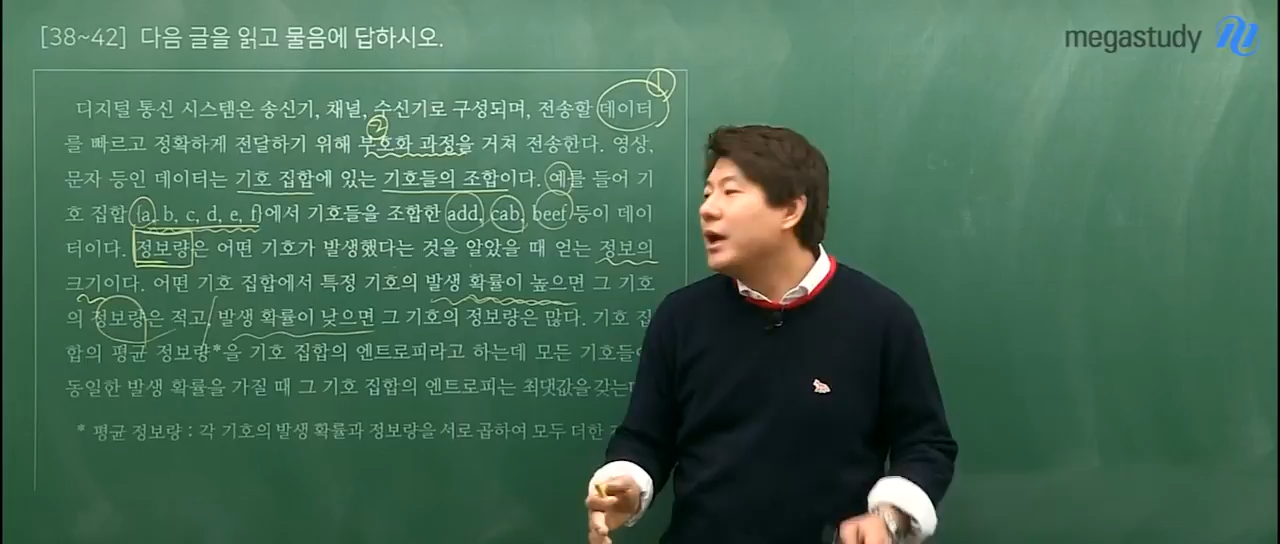 [38~42] 다음 글을 읽고 물음에 답하시오.
megastudy
①
디지털 통신 시스템은 송신기, 채널, 수신기로 구성되며, 전송할 데이터
②
를 빠르고 정확하게 전달하기 위해 부호화 과정을 거쳐 전송한다. 영상,
문자 등인 데이터는 기호 집합에 있는 기호들의 조합이다. 예를 들어 기
호 집합 {a, b, c, d, e, f}에서 기호들을 조합한 add, cab, beef 등이 데이
터이다. 정보량은 어떤 기호가 발생했다는 것을 알았을 때 얻는 정보의
크기이다. 어떤 기호 집합에서 특정 기호의 발생 확률이 높으면 그 기호
의 정보량은 적고, 발생 확률이 낮으면 그 기호의 정보량은 많다. 기호 집
합의 평균 정보량*을 기호 집합의 엔트로피라고 하는데 모든 기호들이
동일한 발생 확률을 가질 때 그 기호 집합의 엔트로피는 최댓값을 갖는
* 평균 정보량 : 각 기호의 발생 확률과 정보량을 서로 곱하여 모두 더한